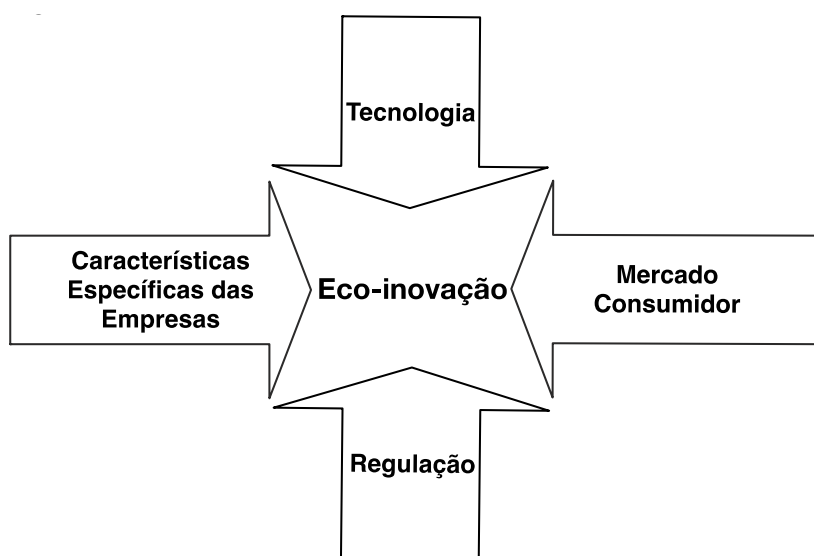 Tecnologia
Características
Específicas das
Empresas
Eco-inovação
Mercado
Consumidor
Regulação